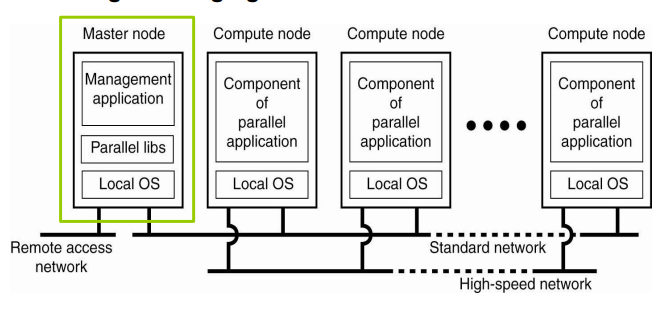 Master node
Compute node
Compute node
Compute node
Management
application
Parallel libs
Local OS
Component
of
parallel
application
Local OS
Component
of
parallel
application
Local OS
Component
of
parallel
application
Local OS
Remote access
network
Standard network
High-speed network